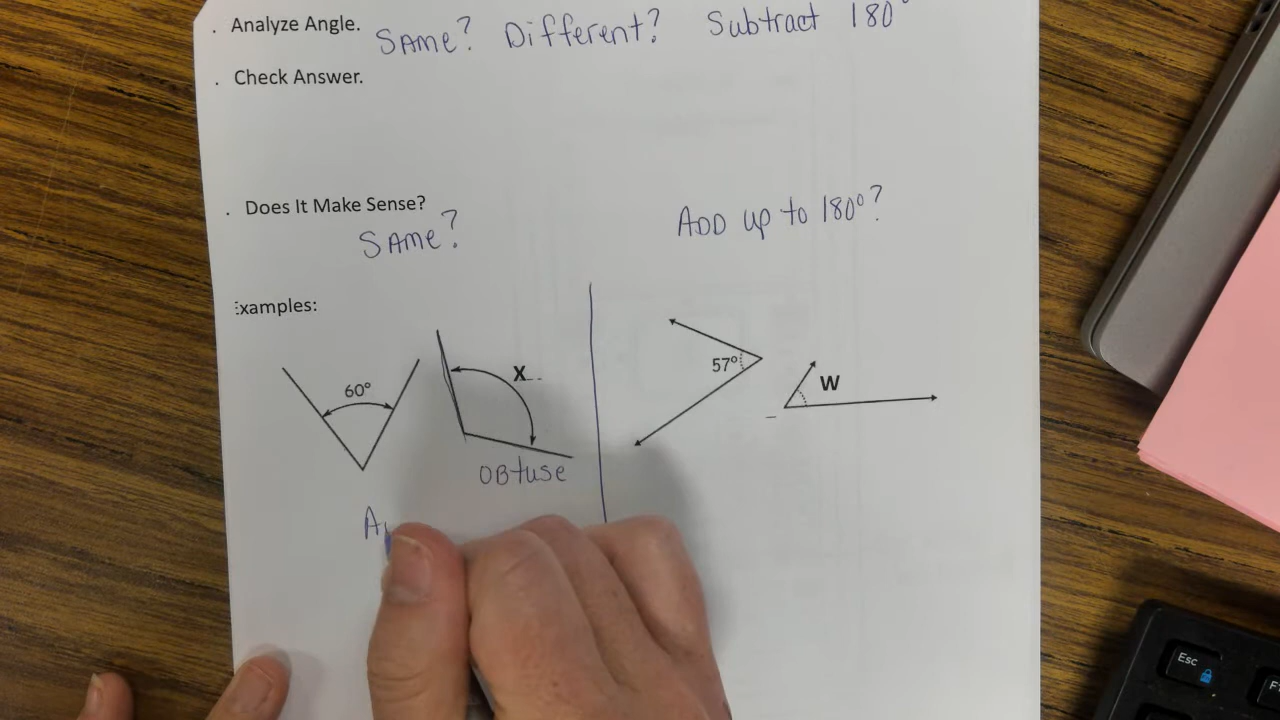 . Analyze Angle. SAME? Different? Subtract 180°
. Check Answer.
. Does It Make Sense?
SAME? ADD up to 180°?
Examples:
60° X 57° W
OBtuse
Esc